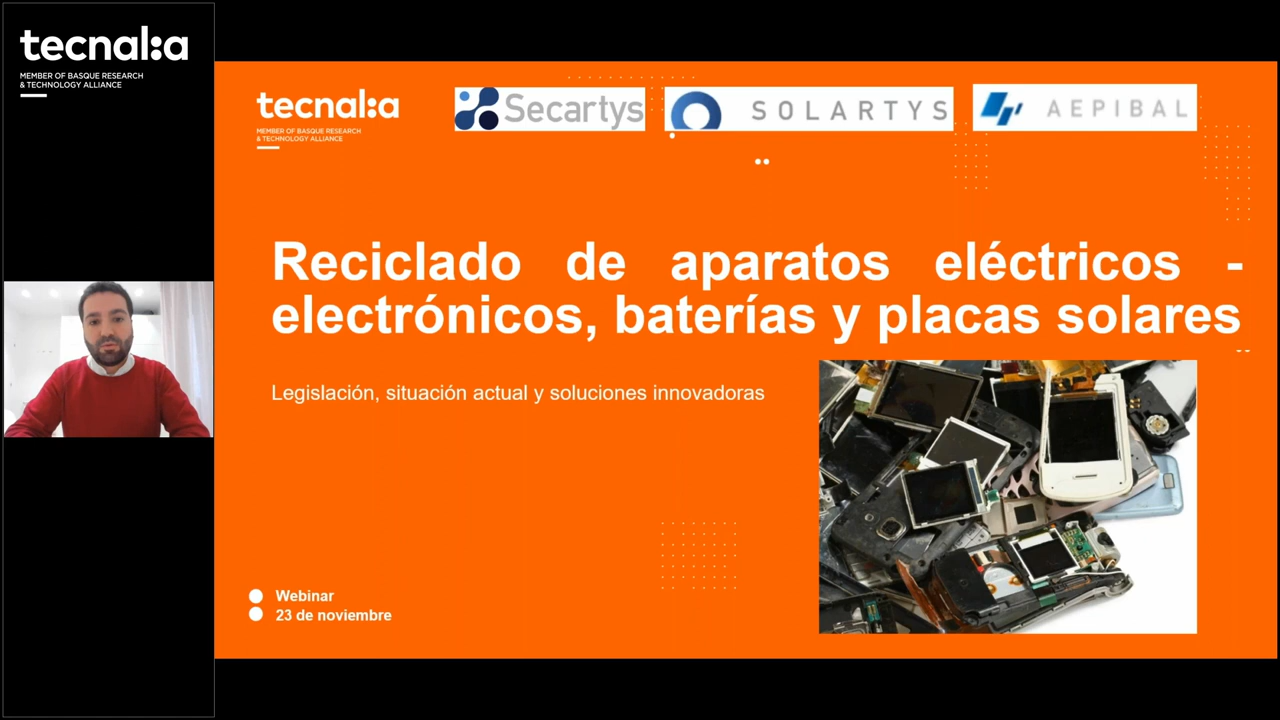 tecnal:a
MEMBER OF BASQUE RESEARCH
& TECHNOLOGY ALLIANCE
tecnal:a
MEMBER OF BASQUE RESEARCH
& TECHNOLOGY ALLIANCE
Secartys
SOLARTYS
AEPIBAL
Reciclado de aparatos eléctricos -
electrónicos, baterías y placas solares
Legislación, situación actual y soluciones innovadoras
Webinar
23 de noviembre